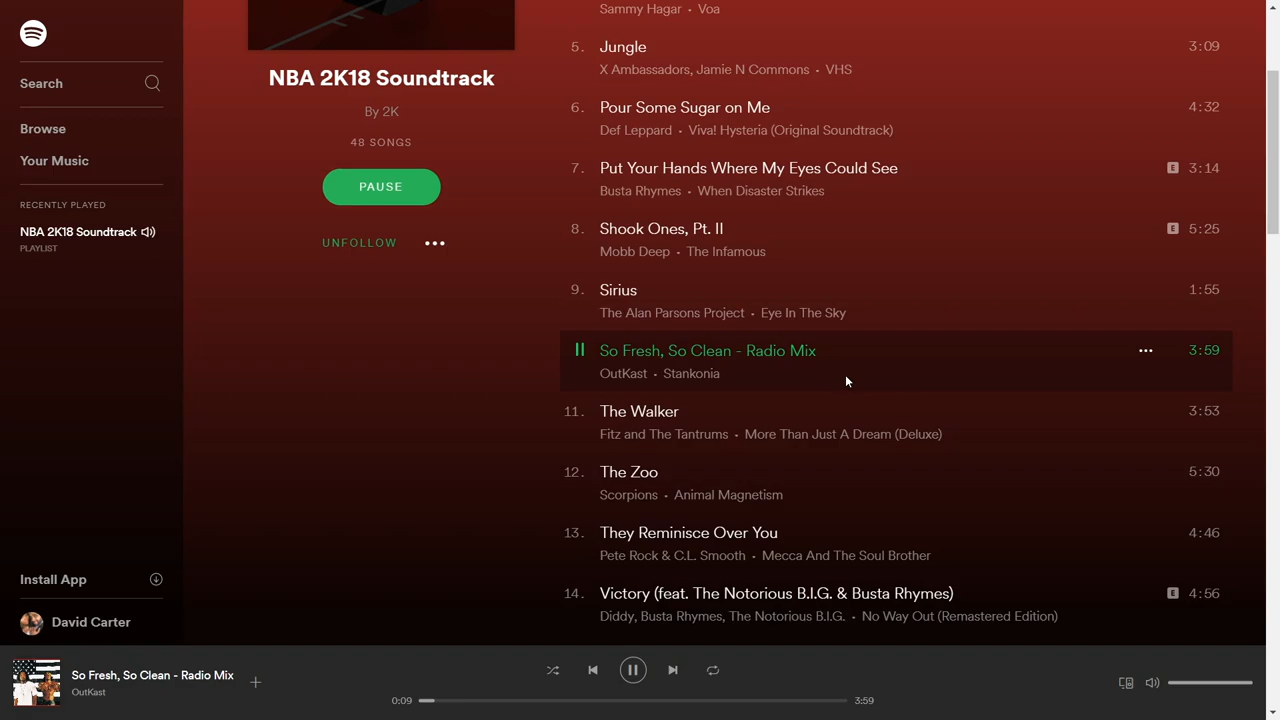 Search
Browse
Your Music
RECENTLY PLAYED
NBA 2K18 Soundtrack
PLAYLIST
Install App
David Carter
NBA 2K18 Soundtrack
By 2K
48 SONGS
PAUSE
UNFOLLOW
Sammy Hagar • Voa
5. Jungle 3:09
X Ambassadors, Jamie N Commons • VHS
6. Pour Some Sugar on Me 4:32
Def Leppard • Viva! Hysteria (Original Soundtrack)
7. Put Your Hands Where My Eyes Could See E 3:14
Busta Rhymes • When Disaster Strikes
8. Shook Ones, Pt. II E 5:25
Mobb Deep • The Infamous
9. Sirius 1:55
The Alan Parsons Project • Eye In The Sky
So Fresh, So Clean - Radio Mix 3:59
OutKast • Stankonia
11. The Walker 3:53
Fitz and The Tantrums • More Than Just A Dream (Deluxe)
12. The Zoo 5:30
Scorpions • Animal Magnetism
13. They Reminisce Over You 4:46
Pete Rock & C.L. Smooth • Mecca And The Soul Brother
14. Victory (feat. The Notorious B.I.G. & Busta Rhymes) E 4:56
Diddy, Busta Rhymes, The Notorious B.I.G. • No Way Out (Remastered Edition)
So Fresh, So Clean - Radio Mix
OutKast
0:09 3:59